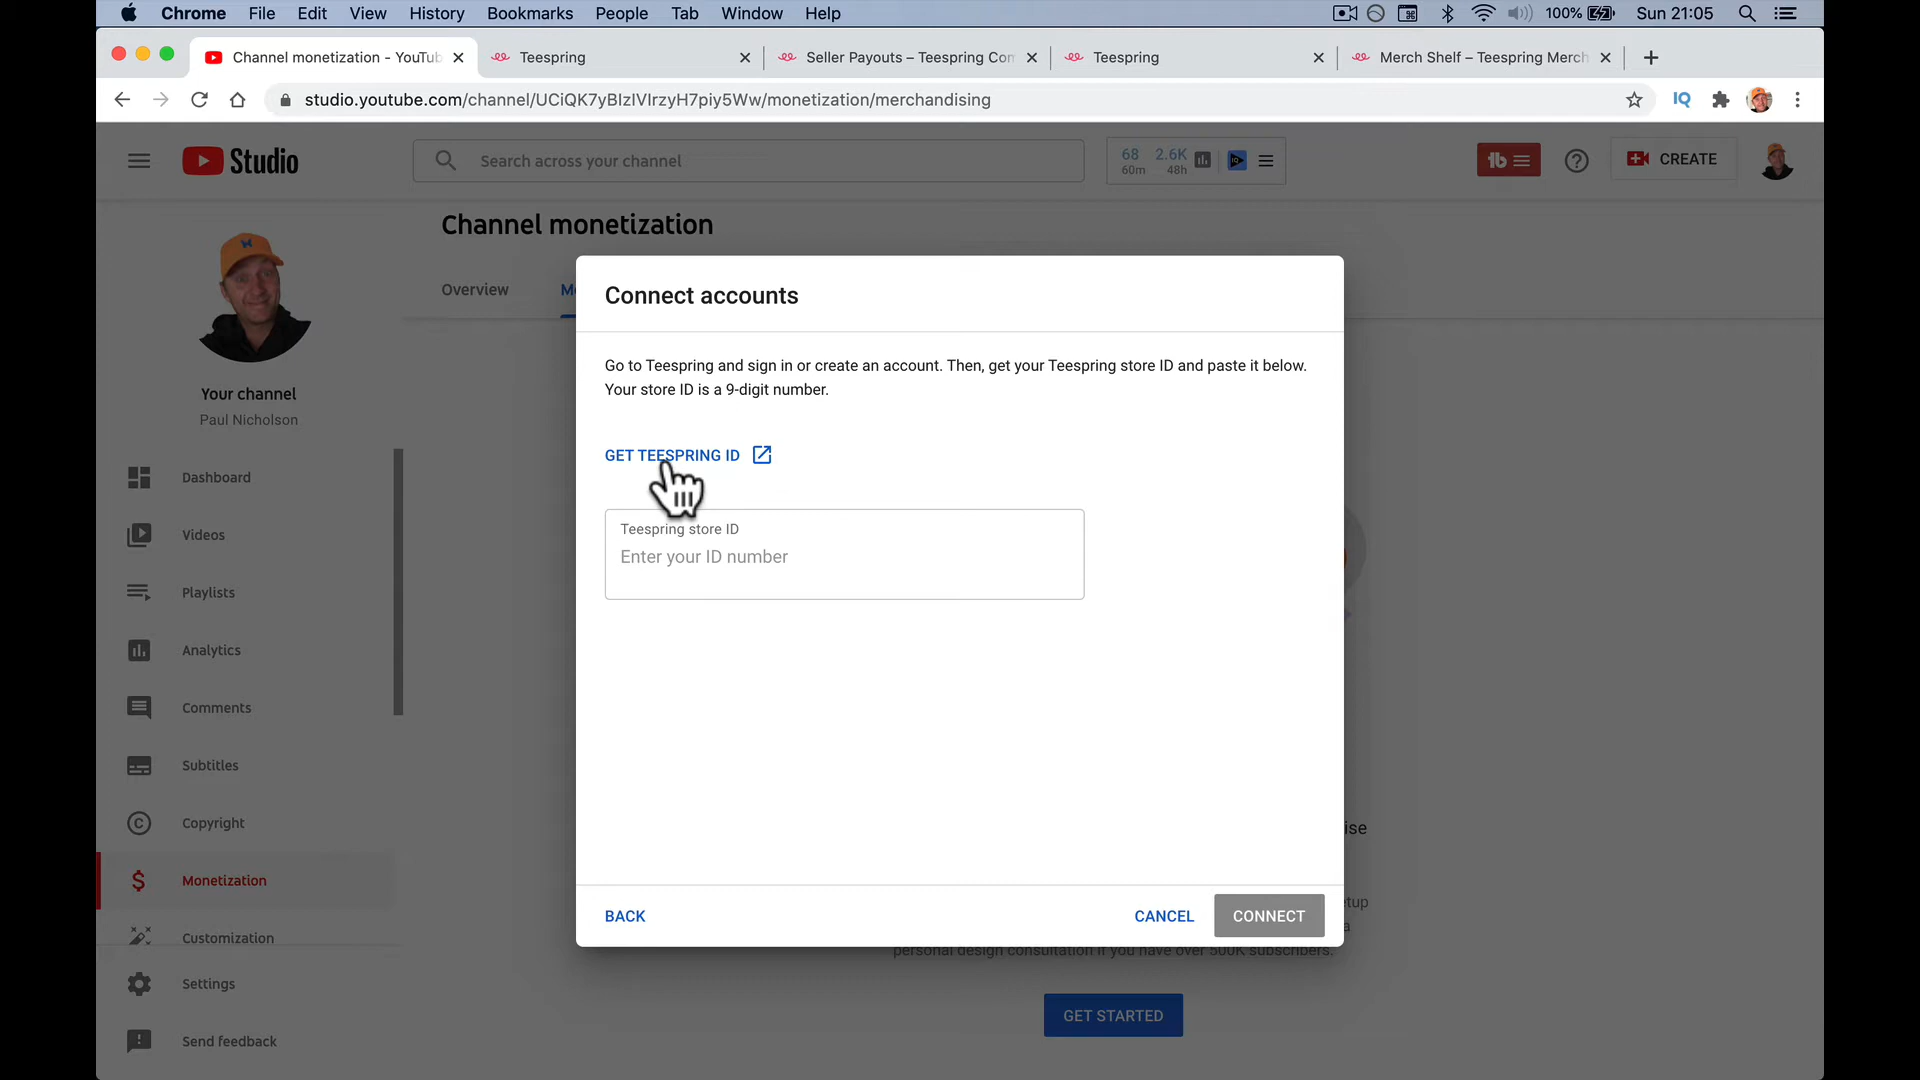 Chrome File Edit View History Bookmarks People Tab Window Help 100% Sun 21:05
Channel monetization - YouTub Teespring Seller Payouts – Teespring Com Teespring Merch Shelf – Teespring Merch
studio.youtube.com/channel/UCiQK7yBIzIVIrzyH7piy5Ww/monetization/merchandising IQ
Studio
Search across your channel
68 2.6K
60m 48h
CREATE
Channel monetization
Overview
Your channel
Paul Nicholson
Dashboard
Videos
Playlists
Analytics
Comments
Subtitles
Copyright
Monetization
Customization
Settings
Send feedback
Connect accounts
Go to Teespring and sign in or create an account. Then, get your Teespring store ID and paste it below.
Your store ID is a 9-digit number.
GET TEESPRING ID
Teespring store ID
Enter your ID number
BACK CANCEL CONNECT
personal design consultation if you have over 500K subscribers.
GET STARTED